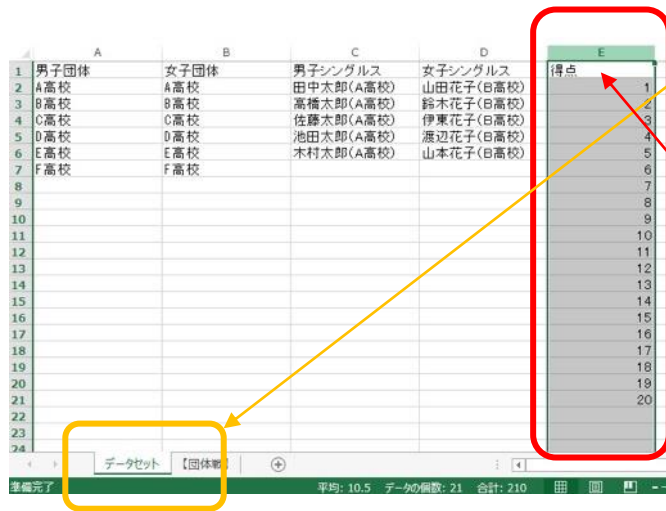 A B C D E
1 男子団体 女子団体 男子シングルス 女子シングルス 得点
2 A高校 A高校 田中太郎(A高校) 山田花子(B高校) 1
3 B高校 B高校 高橋太郎(A高校) 鈴木花子(B高校) 2
4 C高校 C高校 佐藤太郎(A高校) 伊東花子(B高校) 3
5 D高校 D高校 池田太郎(A高校) 渡辺花子(B高校) 4
6 E高校 E高校 木村太郎(A高校) 山本花子(B高校) 5
7 F高校 F高校 6
8 7
9 8
10 9
11 10
12 11
13 12
14 13
15 14
16 15
17 16
18 17
19 18
20 19
21 20
22
23
24
データセット 【団体戦】
準備完了 平均: 10.5 データの個数: 21 合計: 210